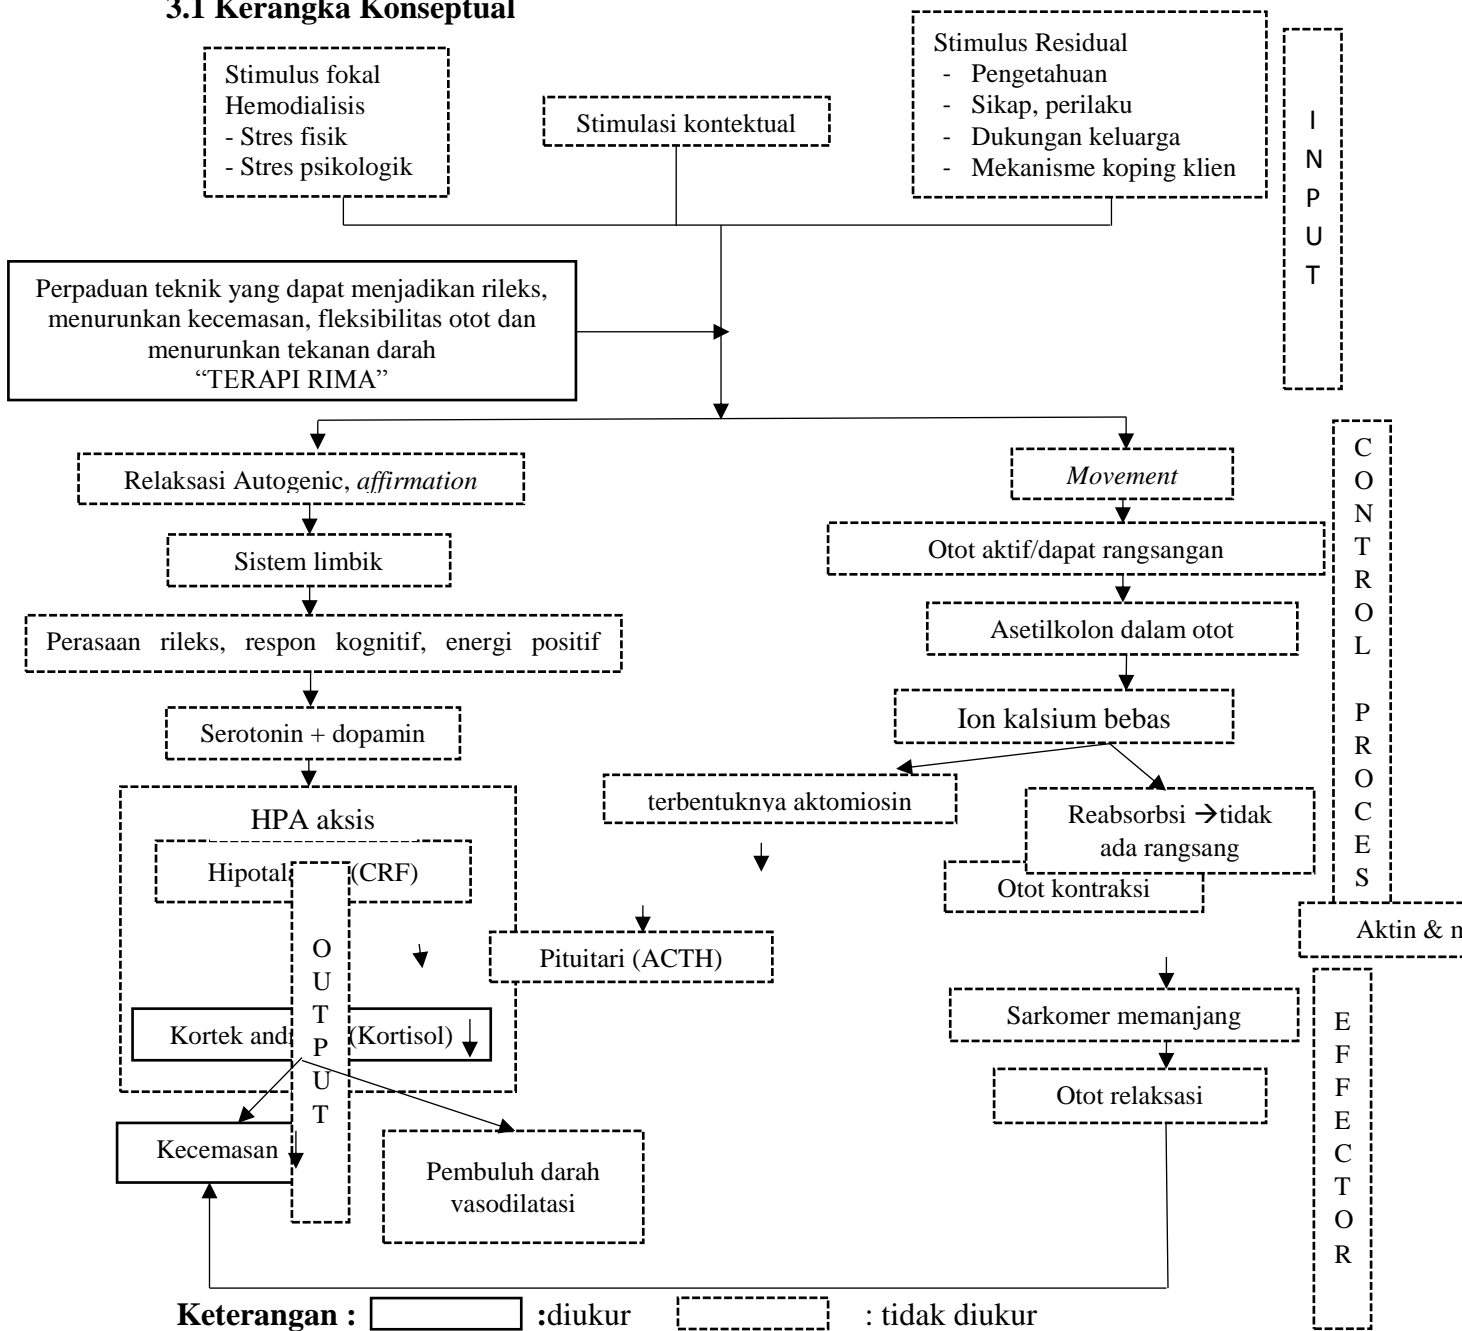 3.1 Kerangka Konseptual
Stimulus fokal
Hemodialisis
- Stres fisik
- Stres psikologik
Stimulasi kontektual
Stimulus Residual
- Pengetahuan
- Sikap, perilaku
- Dukungan keluarga
- Mekanisme koping klien
I
N
P
U
T
Perpaduan teknik yang dapat menjadikan rileks,
menurunkan kecemasan, fleksibilitas otot dan
menurunkan tekanan darah
“TERAPI RIMA”
Relaksasi Autogenic, affirmation
Sistem limbik
Perasaan rileks, respon kognitif, energi positif
Serotonin + dopamin
HPA aksis
(CRF)
Pituitari (ACTH)
Kortek (Kortisol)
Kecemasan
Pembuluh darah
vasodilatasi
O
U
T
P
U
T
Movement
Otot aktif/dapat rangsangan
Asetilkolon dalam otot
Ion kalsium bebas
terbentuknya aktomiosin
Reabsorbsi →tidak
ada rangsang
Otot kontraksi
Aktin &
Sarkomer memanjang
Otot relaksasi
C
O
N
T
R
O
L
P
R
O
C
E
S
E
F
F
E
C
T
O
R
Keterangan : :diukur : tidak diukur